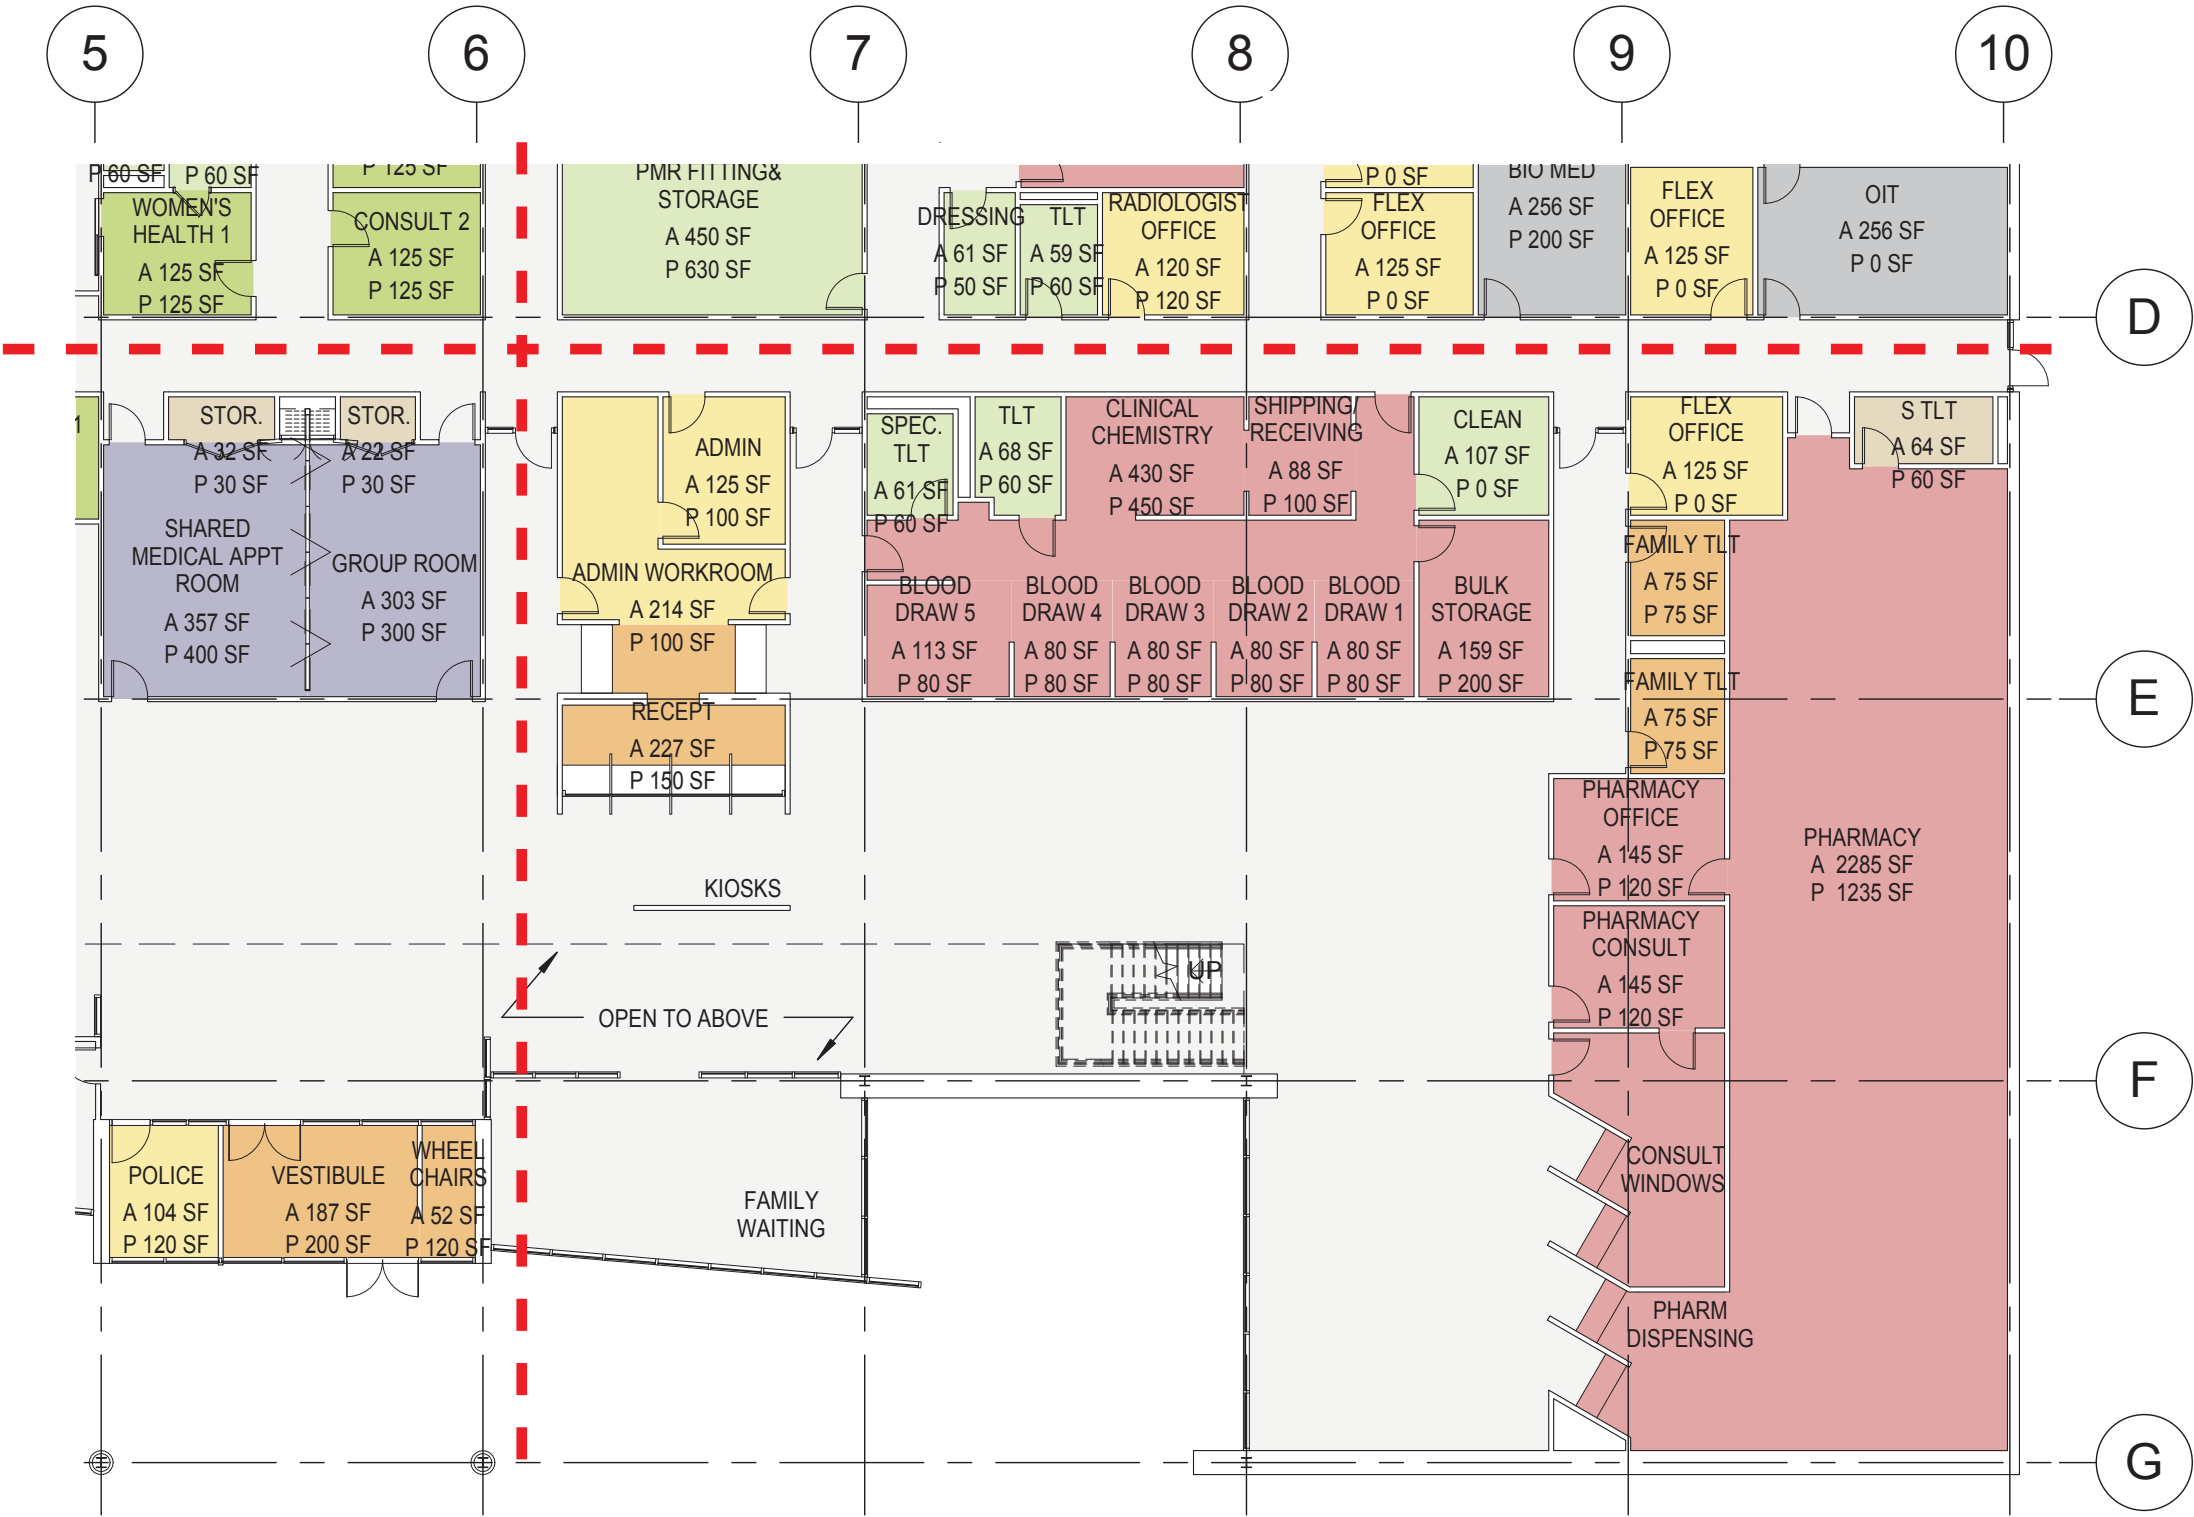 5
6
7
8
9
10
P 60 SF
P 60 SF
WOMEN'S
HEALTH 1
A 125 SF
P 125 SF
P 125 SF
CONSULT 2
A 125 SF
P 125 SF
PMR FITTING&
STORAGE
A 450 SF
P 630 SF
DRESSING
A 61 SF
P 50 SF
TLT
A 59 SF
P 60 SF
RADIOLOGIST
OFFICE
A 120 SF
P 120 SF
P 0 SF
FLEX
OFFICE
A 125 SF
P 0 SF
BIO MED
A 256 SF
P 200 SF
FLEX
OFFICE
A 125 SF
P 0 SF
OIT
A 256 SF
P 0 SF
D
1
STOR.
A 32 SF
P 30 SF
STOR.
A 22 SF
P 30 SF
SHARED
MEDICAL APPT
ROOM
A 357 SF
P 400 SF
GROUP ROOM
A 303 SF
P 300 SF
ADMIN
A 125 SF
P 100 SF
ADMIN WORKROOM
A 214 SF
P 100 SF
RECEPT
A 227 SF
P 150 SF
SPEC.
TLT
A 61 SF
P 60 SF
TLT
A 68 SF
P 60 SF
CLINICAL
CHEMISTRY
A 430 SF
P 450 SF
SHIPPING/
RECEIVING
A 88 SF
P 100 SF
CLEAN
A 107 SF
P 0 SF
BLOOD
DRAW 5
A 113 SF
P 80 SF
BLOOD
DRAW 4
A 80 SF
P 80 SF
BLOOD
DRAW 3
A 80 SF
P 80 SF
BLOOD
DRAW 2
A 80 SF
P 80 SF
BLOOD
DRAW 1
A 80 SF
P 80 SF
BULK
STORAGE
A 159 SF
P 200 SF
FLEX
OFFICE
A 125 SF
P 0 SF
S TLT
A 64 SF
P 60 SF
FAMILY TLT
A 75 SF
P 75 SF
FAMILY TLT
A 75 SF
P 75 SF
E
PHARMACY
OFFICE
A 145 SF
P 120 SF
PHARMACY
A 2285 SF
P 1235 SF
KIOSKS
PHARMACY
CONSULT
A 145 SF
P 120 SF
UP
OPEN TO ABOVE
F
POLICE
A 104 SF
P 120 SF
VESTIBULE
A 187 SF
P 200 SF
WHEEL
CHAIRS
A 52 SF
P 120 SF
FAMILY
WAITING
CONSULT
WINDOWS
PHARM
DISPENSING
G